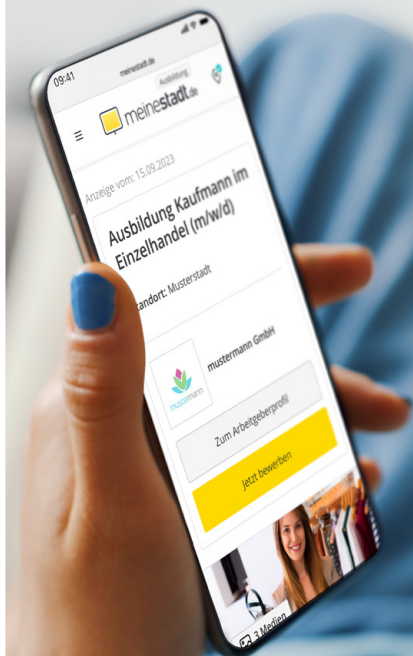 09:41
meinestadt.de
Ausbildung
meinestadt.de
Anzeige vom: 15.09.2023
Ausbildung Kaufmann im
Einzelhandel (m/w/d)
tandort: Musterstadt
mustermann
mustermann GmbH
Zum Arbeitgeberprofil
Jetzt bewerben
3 Medien